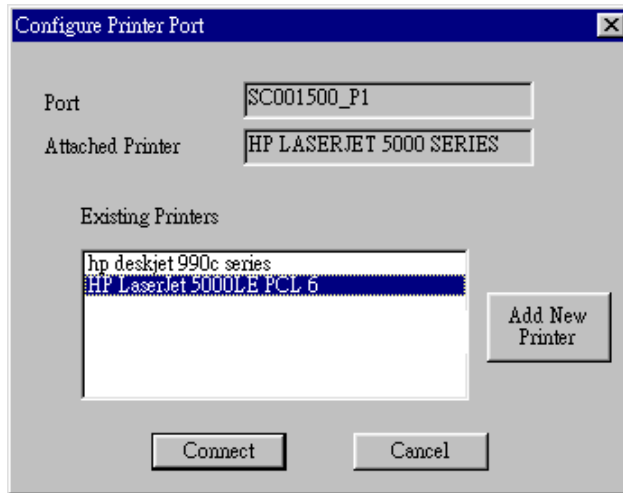 Configure Printer Port
Port
SC001500_P1
Attached Printer
HP LASERJET 5000 SERIES
Existing Printers
hp deskjet 990c series
HP LaserJet 5000LE PCL 6
Add New
Printer
Connect
Cancel